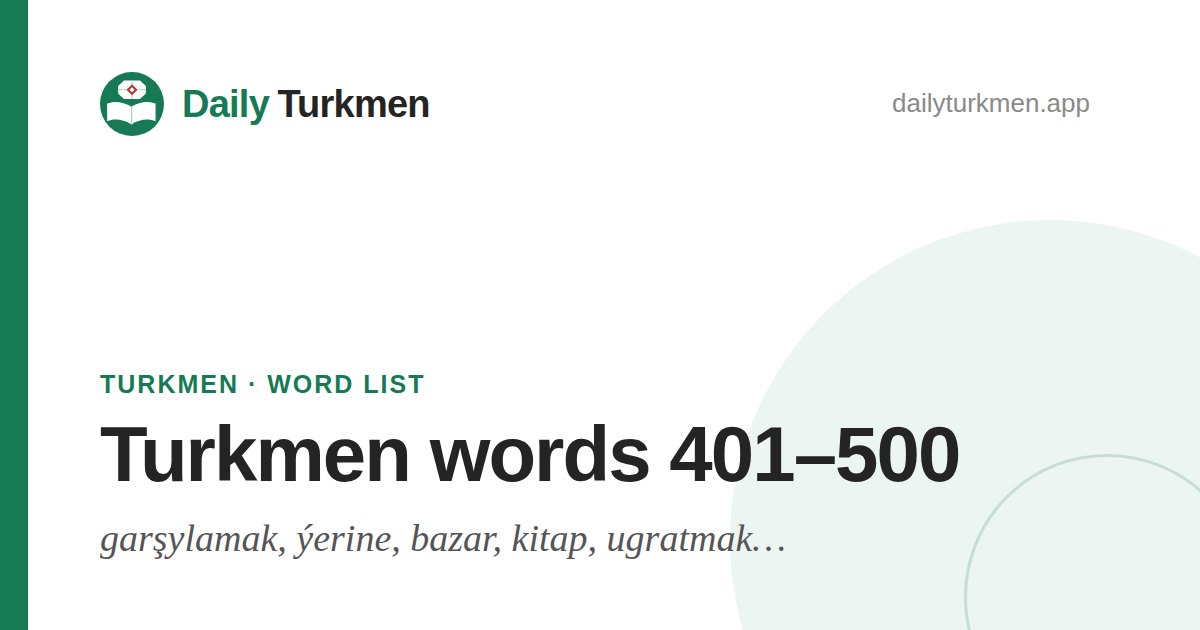 Daily Turkmen
dailyturkmen.app
TURKMEN · WORD LIST
Turkmen words 401–500
garşylamak, ýerine, bazar, kitap, ugratmak…